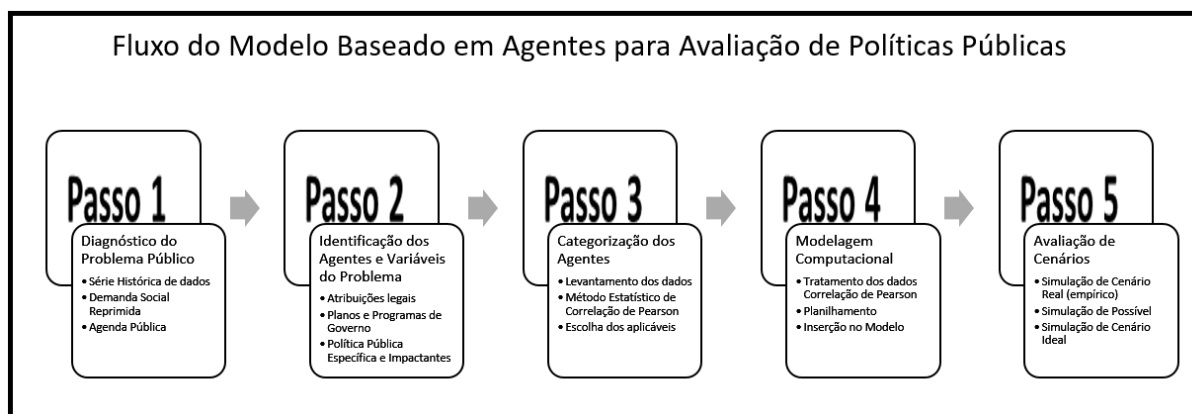 Fluxo do Modelo Baseado em Agentes para Avaliação de Políticas Públicas
Passo 1
Diagnóstico do
Problema Público
• Série Histórica de dados
• Demanda Social
Reprimida
• Agenda Pública
Passo 2
Identificação dos
Agentes e Variáveis
do Problema
• Atribuições legais
• Planos e Programas de
Governo
• Política Pública
Específica e Impactantes
Passo 3
Categorização dos
Agentes
• Levantamento dos dados
• Método Estatístico de
Correlação de Pearson
• Escolha dos aplicáveis
Passo 4
Modelagem
Computacional
• Tratamento dos dados
Correlação de Pearson
• Planilhamento
• Inserção no Modelo
Passo 5
Avaliação de
Cenários
• Simulação de Cenário
Real (empírico)
• Simulação de Possível
• Simulação de Cenário
Ideal